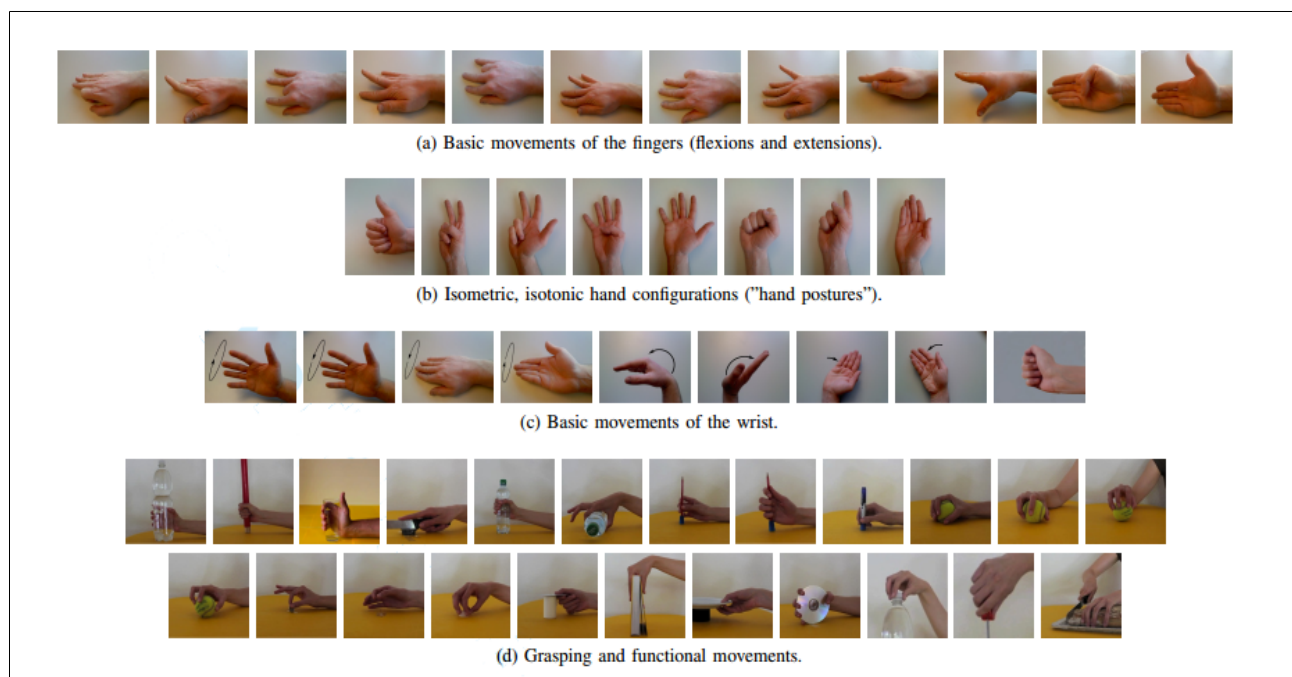 (a) Basic movements of the fingers (flexions and extensions).
(b) Isometric, isotonic hand configurations (”hand postures”).
(c) Basic movements of the wrist.
(d) Grasping and functional movements.